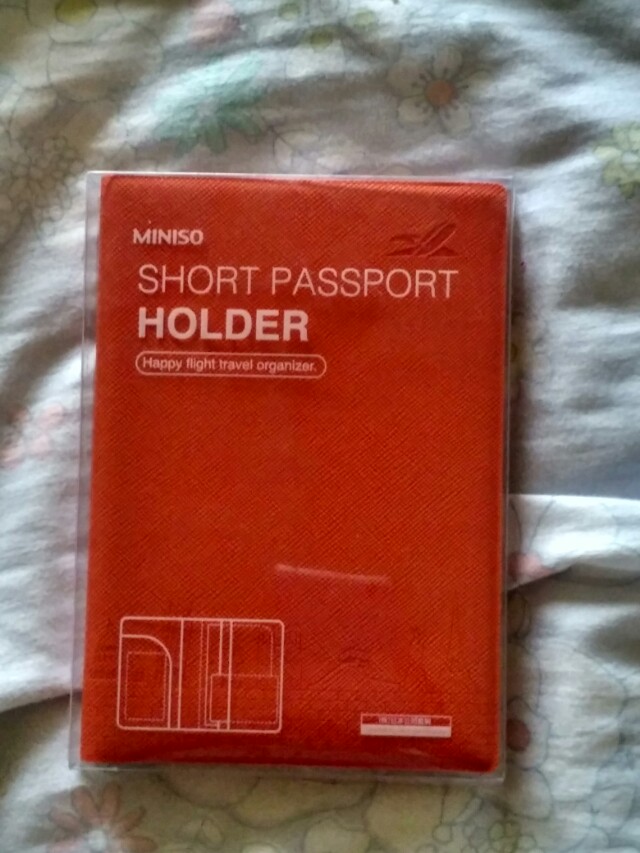 MINISO
SHORT PASSPORT
HOLDER
Happy flight travel organizer.